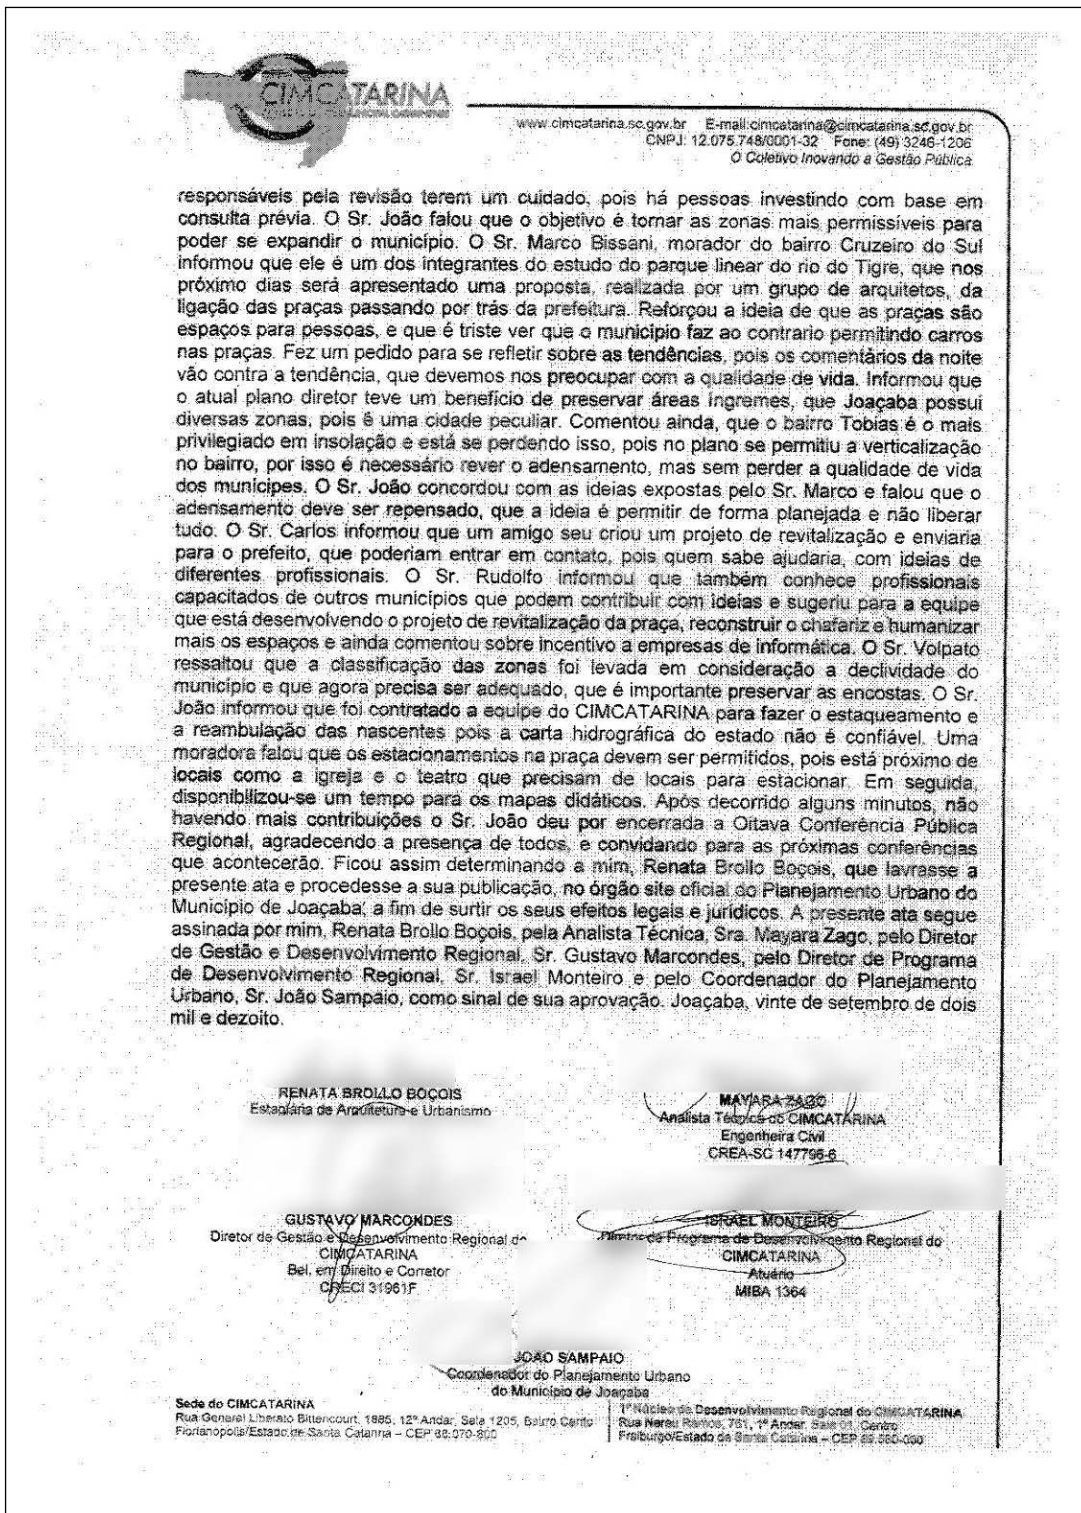 CIMCATARINA
www.cimcatarina.sc.gov.br E-mail:cimcatarina@cimcatarina.sc.gov.br
CNPJ: 12.075.748/0001-32 Fone: (49) 3246-1206
O Coletivo Inovando a Gestão Pública
responsáveis pela revisão terem um cuidado, pois há pessoas investindo com base em
consulta prévia. O Sr. João falou que o objetivo é tornar as zonas mais permissíveis para
poder se expandir o município. O Sr. Marco Bissani, morador do bairro Cruzeiro do Sul
informou que ele é um dos integrantes do estudo do parque linear do rio do Tigre, que nos
próximo dias será apresentado uma proposta, realizada por um grupo de arquitetos, da
ligação das praças passando por trás da prefeitura. Reforçou a ideia de que as praças são
espaços para pessoas, e que é triste ver que o município faz ao contrario permitindo carros
nas praças. Fez um pedido para se refletir sobre as tendências, pois os comentários da noite
vão contra a tendência, que devemos nos preocupar com a qualidade de vida. Informou que
o atual plano diretor teve um benefício de preservar áreas íngremes, que Joaçaba possui
diversas zonas, pois é uma cidade peculiar. Comentou ainda, que o bairro Tobias é o mais
privilegiado em insolação e está se perdendo isso, pois no plano se permitiu a verticalização
no bairro, por isso é necessário rever o adensamento, mas sem perder a qualidade de vida
dos munícipes. O Sr. João concordou com as ideias expostas pelo Sr. Marco e falou que o
adensamento deve ser repensado, que a ideia é permitir de forma planejada e não liberar
tudo. O Sr. Carlos informou que um amigo seu criou um projeto de revitalização e enviaria
para o prefeito, que poderiam entrar em contato, pois quem sabe ajudaria, com ideias de
diferentes profissionais. O Sr. Rudolfo informou que também conhece profissionais
capacitados de outros municípios que podem contribuir com ideias e sugeriu para a equipe
que está desenvolvendo o projeto de revitalização da praça, reconstruir o chafariz e humanizar
mais os espaços e ainda comentou sobre incentivo a empresas de informática. O Sr. Volpato
ressaltou que a classificação das zonas foi levada em consideração a declividade do
município e que agora precisa ser adequado, que é importante preservar as encostas. O Sr.
João informou que foi contratado a equipe do CIMCATARINA para fazer o estaqueamento e
a reambulação das nascentes pois a carta hidrográfica do estado não é confiável. Uma
moradora falou que os estacionamentos na praça devem ser permitidos, pois está próximo de
locais como a igreja e o teatro que precisam de locais para estacionar. Em seguida,
disponibilizou-se um tempo para os mapas didáticos. Após decorrido alguns minutos, não
havendo mais contribuições o Sr. João deu por encerrada a Oitava Conferência Pública
Regional, agradecendo a presença de todos, e convidando para as próximas conferências
que acontecerão. Ficou assim determinando a mim, Renata Brollo Boçois, que lavrasse a
presente ata e procedesse a sua publicação, no órgão site oficial do Planejamento Urbano do
Município de Joaçaba, a fim de surtir os seus efeitos legais e jurídicos. A presente ata segue
assinada por mim, Renata Brollo Boçois, pela Analista Técnica, Sra. Mayara Zago, pelo Diretor
de Gestão e Desenvolvimento Regional, Sr. Gustavo Marcondes, pelo Diretor de Programa
de Desenvolvimento Regional, Sr. Israel Monteiro e pelo Coordenador do Planejamento
Urbano, Sr. João Sampaio, como sinal de sua aprovação. Joaçaba, vinte de setembro de dois
mil e dezoito.
RENATA BROLLO BOÇOIS
Estagiária de Arquitetura e Urbanismo
MAYARA ZAGO
Analista Técnica do CIMCATARINA
Engenheira Civil
CREA-SC 147796-6
GUSTAVO MARCONDES
Diretor de Gestão e Desenvolvimento Regional do
CIMCATARINA
Bel. em Direito e Corretor
CRECI 31961F
ISRAEL MONTEIRO
Diretor de Programa de Desenvolvimento Regional do
CIMCATARINA
Atuário
MIBA 1364
JOÃO SAMPAIO
Coordenador do Planejamento Urbano
do Município de Joaçaba
Sede do CIMCATARINA
Rua General Liberato Bittencourt, 1885, 12º Andar, Sala 1205, Bairro Canto
Florianópolis/Estado de Santa Catarina – CEP 88.070-800
1º Núcleo de Desenvolvimento Regional do CIMCATARINA
Rua Nereu Ramos, 761, 1º Andar, Sala 01, Centro
Fraiburgo/Estado de Santa Catarina – CEP 89.580-000